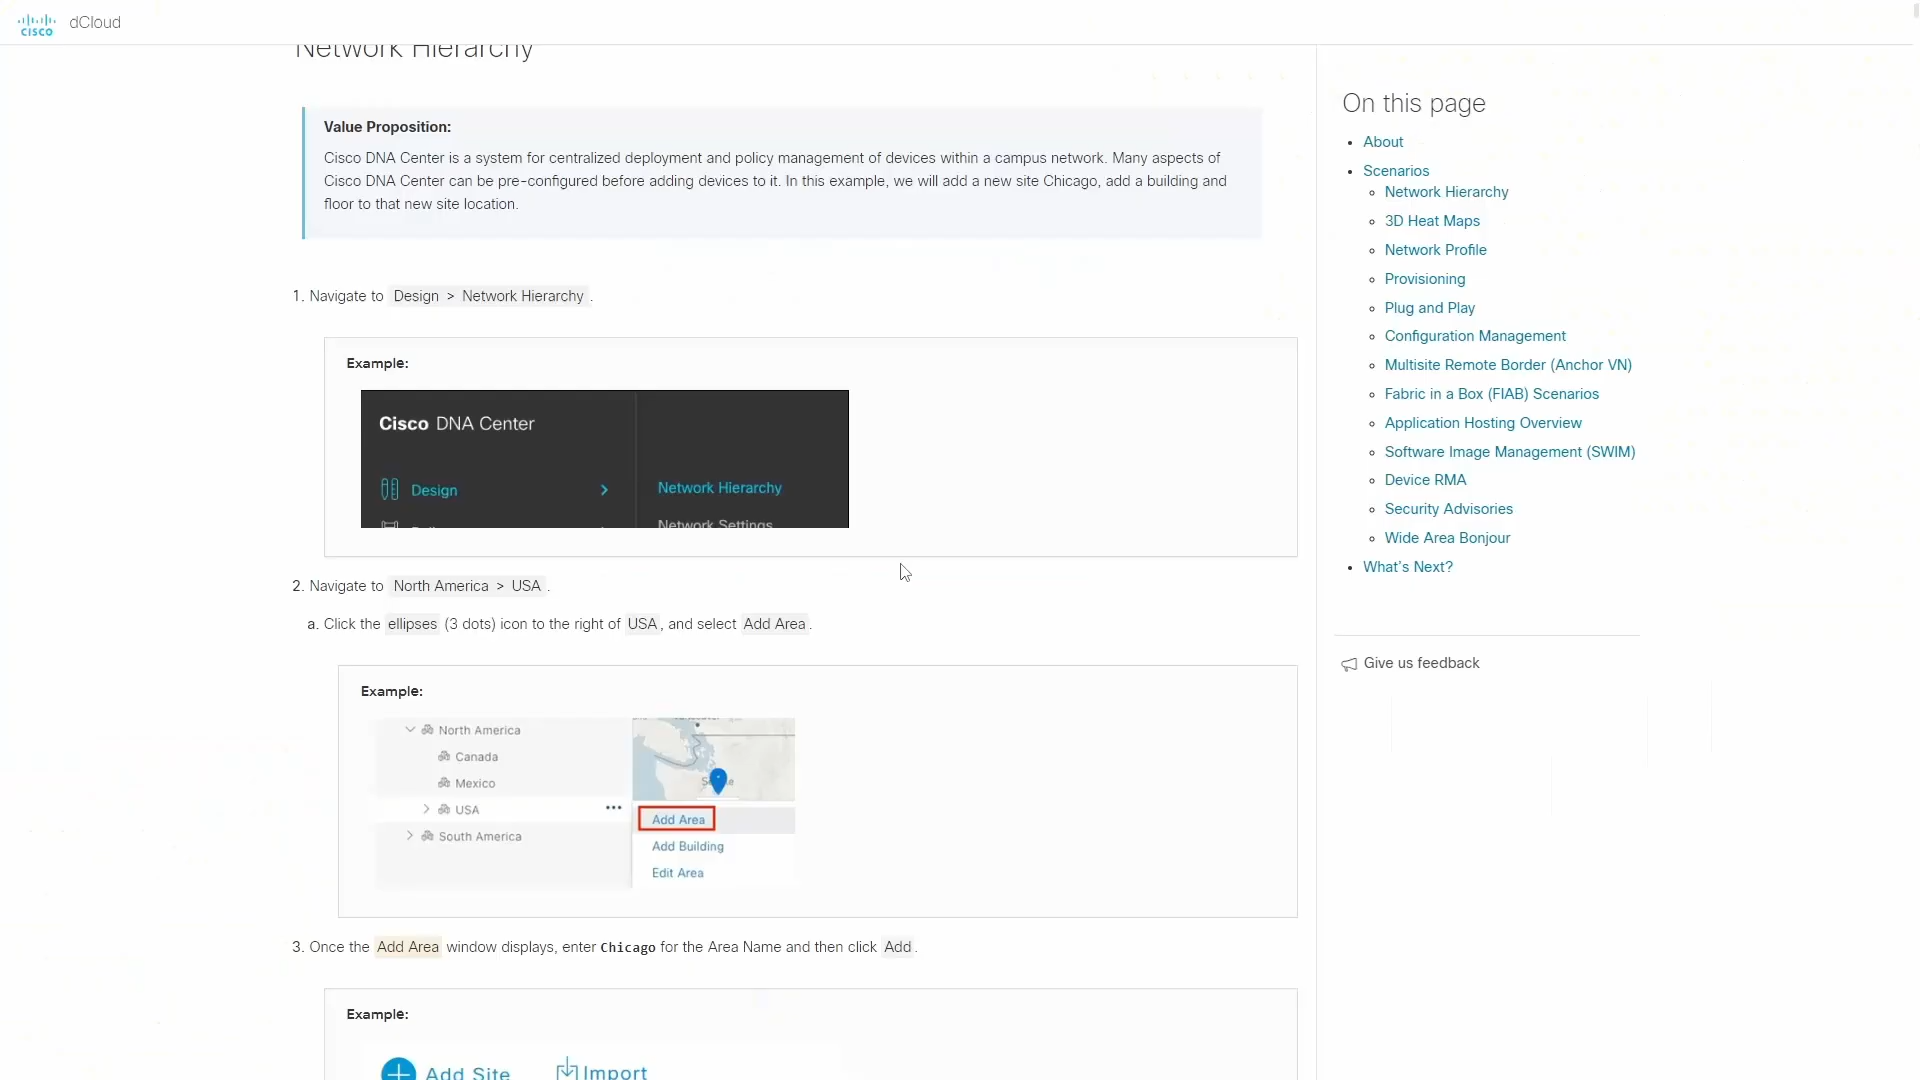 cisco
dCloud
Network Hierarchy
Value Proposition:
Cisco DNA Center is a system for centralized deployment and policy management of devices within a campus network. Many aspects of
Cisco DNA Center can be pre-configured before adding devices to it. In this example, we will add a new site Chicago, add a building and
floor to that new site location.
1. Navigate to Design > Network Hierarchy .
Example:
Cisco DNA Center
Design
Network Hierarchy
Network Settings
2. Navigate to North America > USA .
a. Click the ellipses (3 dots) icon to the right of USA, and select Add Area.
Example:
North America
Canada
Mexico
USA
South America
Add Area
Add Building
Edit Area
3. Once the Add Area window displays, enter Chicago for the Area Name and then click Add.
Example:
Add Site
Import
On this page
• About
• Scenarios
Network Hierarchy
3D Heat Maps
Network Profile
Provisioning
Plug and Play
Configuration Management
Multisite Remote Border (Anchor VN)
Fabric in a Box (FIAB) Scenarios
Application Hosting Overview
Software Image Management (SWIM)
Device RMA
Security Advisories
Wide Area Bonjour
• What's Next?
Give us feedback